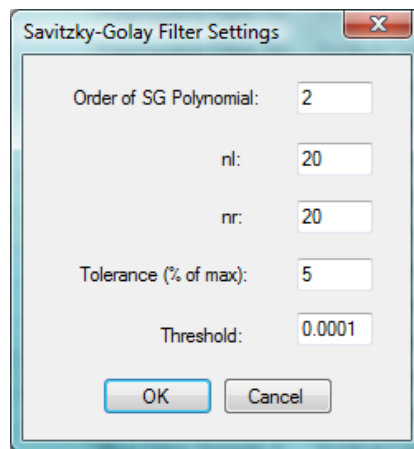 Savitzky-Golay Filter Settings
Order of SG Polynomial: 2
nl: 20
nr: 20
Tolerance (% of max): 5
Threshold: 0.0001
OK Cancel